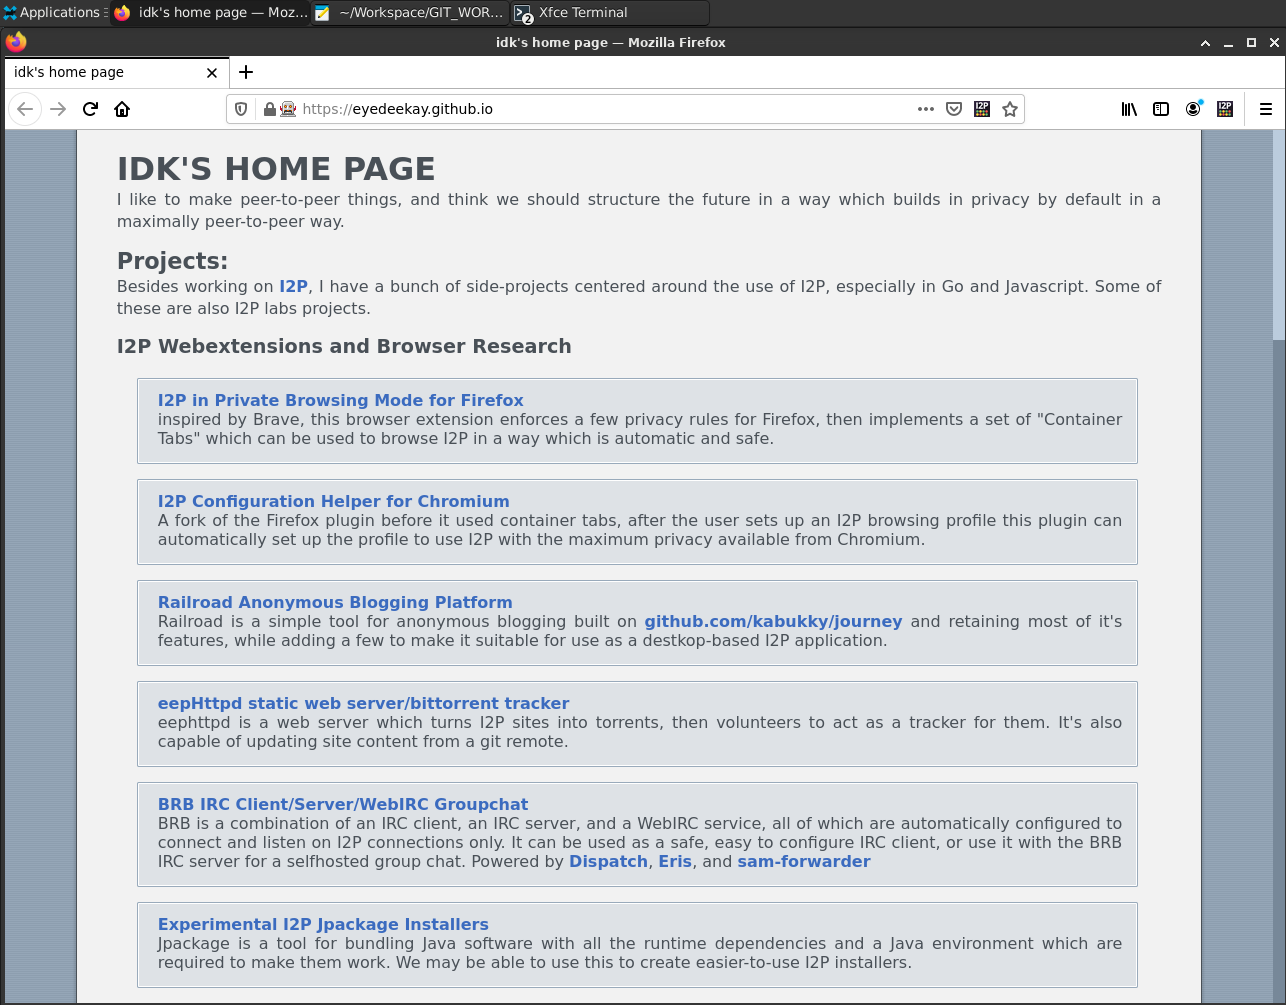 Applications
idk's home page — Moz...
~/Workspace/GIT_WOR...
2
Xfce Terminal
idk's home page — Mozilla Firefox
idk's home page
https://eyedeekay.github.io
I2P
I2P
IDK'S HOME PAGE
I like to make peer-to-peer things, and think we should structure the future in a way which builds in privacy by default in a
maximally peer-to-peer way.
Projects:
Besides working on I2P, I have a bunch of side-projects centered around the use of I2P, especially in Go and Javascript. Some of
these are also I2P labs projects.
I2P Webextensions and Browser Research
I2P in Private Browsing Mode for Firefox
inspired by Brave, this browser extension enforces a few privacy rules for Firefox, then implements a set of "Container
Tabs" which can be used to browse I2P in a way which is automatic and safe.
I2P Configuration Helper for Chromium
A fork of the Firefox plugin before it used container tabs, after the user sets up an I2P browsing profile this plugin can
automatically set up the profile to use I2P with the maximum privacy available from Chromium.
Railroad Anonymous Blogging Platform
Railroad is a simple tool for anonymous blogging built on github.com/kabukky/journey and retaining most of it's
features, while adding a few to make it suitable for use as a destkop-based I2P application.
eepHttpd static web server/bittorrent tracker
eephttpd is a web server which turns I2P sites into torrents, then volunteers to act as a tracker for them. It's also
capable of updating site content from a git remote.
BRB IRC Client/Server/WebIRC Groupchat
BRB is a combination of an IRC client, an IRC server, and a WebIRC service, all of which are automatically configured to
connect and listen on I2P connections only. It can be used as a safe, easy to configure IRC client, or use it with the BRB
IRC server for a selfhosted group chat. Powered by Dispatch, Eris, and sam-forwarder
Experimental I2P Jpackage Installers
Jpackage is a tool for bundling Java software with all the runtime dependencies and a Java environment which are
required to make them work. We may be able to use this to create easier-to-use I2P installers.